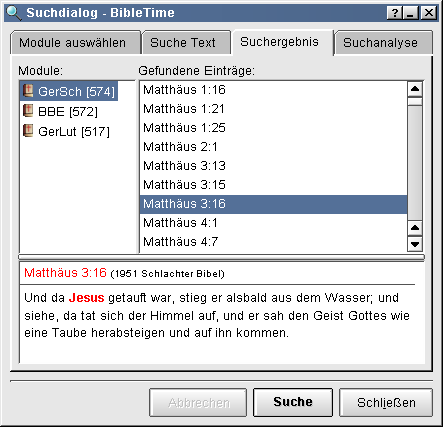 Suchdialog - BibleTime
Module auswählen Suche Text Suchergebnis Suchanalyse
Module: Gefundene Einträge:
GerSch [574]
BBE [572]
GerLut [517]
Matthäus 1:16
Matthäus 1:21
Matthäus 1:25
Matthäus 2:1
Matthäus 3:13
Matthäus 3:15
Matthäus 3:16
Matthäus 4:1
Matthäus 4:7
Matthäus 3:16 (1951 Schlachter Bibel)
Und da Jesus getauft war, stieg er alsbald aus dem Wasser; und
siehe, da tat sich der Himmel auf, und er sah den Geist Gottes wie
eine Taube herabsteigen und auf ihn kommen.
Abbrechen Suche Schließen